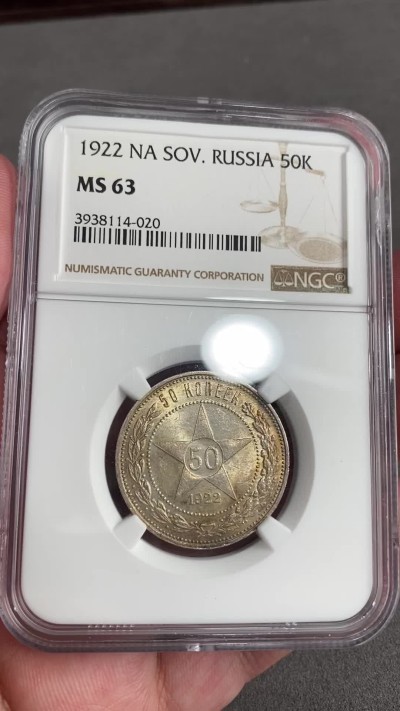 1922 NA SOV. RUSSIA 50K
MS 63
3938114-020
NUMISMATIC GUARANTY CORPORATION NGC®
50 КОПЕЕК
50
1922